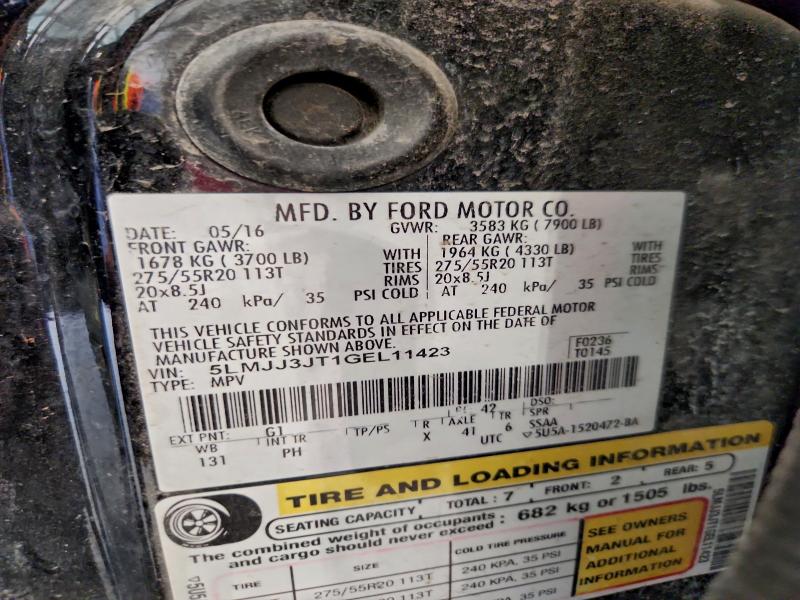 MFD. BY FORD MOTOR CO.
DATE: 05/16 GVWR: 3583 KG ( 7900 LB)
FRONT GAWR: REAR GAWR:
1678 KG ( 3700 LB) WITH 1964 KG ( 4330 LB) WITH
275/55R20 113T TIRES 275/55R20 113T TIRES
20x8.5J RIMS 20x8.5J RIMS
AT 240 kPa/ 35 PSI COLD AT 240 kPa/ 35 PSI COLD
THIS VEHICLE CONFORMS TO ALL APPLICABLE FEDERAL MOTOR
VEHICLE SAFETY STANDARDS IN EFFECT ON THE DATE OF
MANUFACTURE SHOWN ABOVE.
VIN: 5LMJJ3JT1GEL11423 F0236
TYPE: MPV T0145
EXT PNT: G1 42 DSO:
WB INT TR TP/PS R AXLE TR SPR SSAA
131 PH X 41 6
UTC ▽5U5A-1520472-BA
TIRE AND LOADING INFORMATION
SEATING CAPACITY TOTAL : 7 FRONT: 2 REAR: 5
The combined weight of occupants : 682 kg or 1505 lbs.
and cargo should never exceed :
TIRE SIZE COLD TIRE PRESSURE
275/55R20 113T 240 KPA, 35 PSI
240 KPA, 35 PSI
SEE OWNERS
MANUAL FOR
ADDITIONAL
INFORMATION